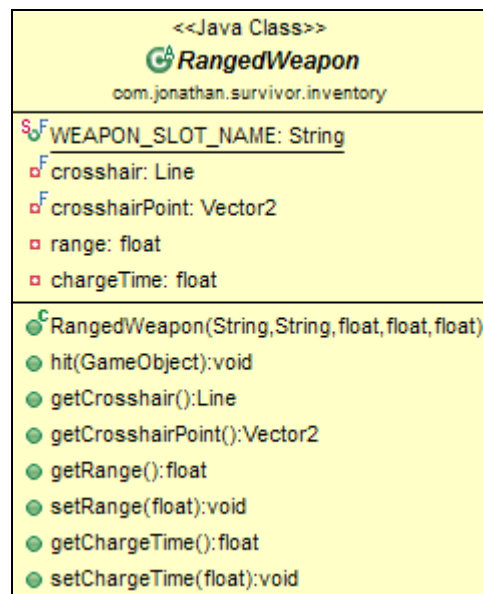 <<Java Class>>
RangedWeapon
com.jonathan.survivor.inventory
WEAPON_SLOT_NAME: String
crosshair: Line
crosshairPoint: Vector2
range: float
chargeTime: float
RangedWeapon(String,String,float,float,float)
hit(GameObject):void
getCrosshair():Line
getCrosshairPoint():Vector2
getRange():float
setRange(float):void
getChargeTime():float
setChargeTime(float):void